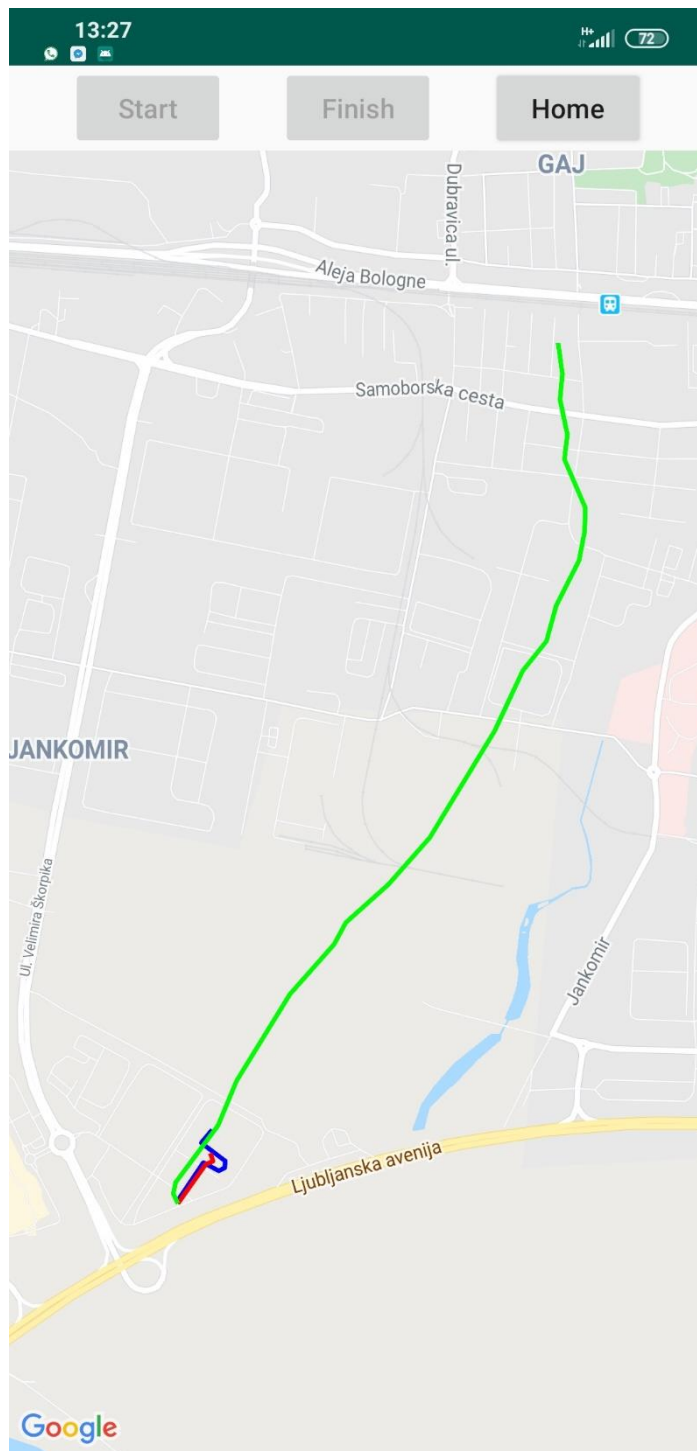 13:27
H+
72
Start
Finish
Home
GAJ
Dubravica ul.
Aleja Bologne
Samoborska cesta
JANKOMIR
Ul. Velimira Škorpika
Jankomir
Ljubljanska avenija
Google